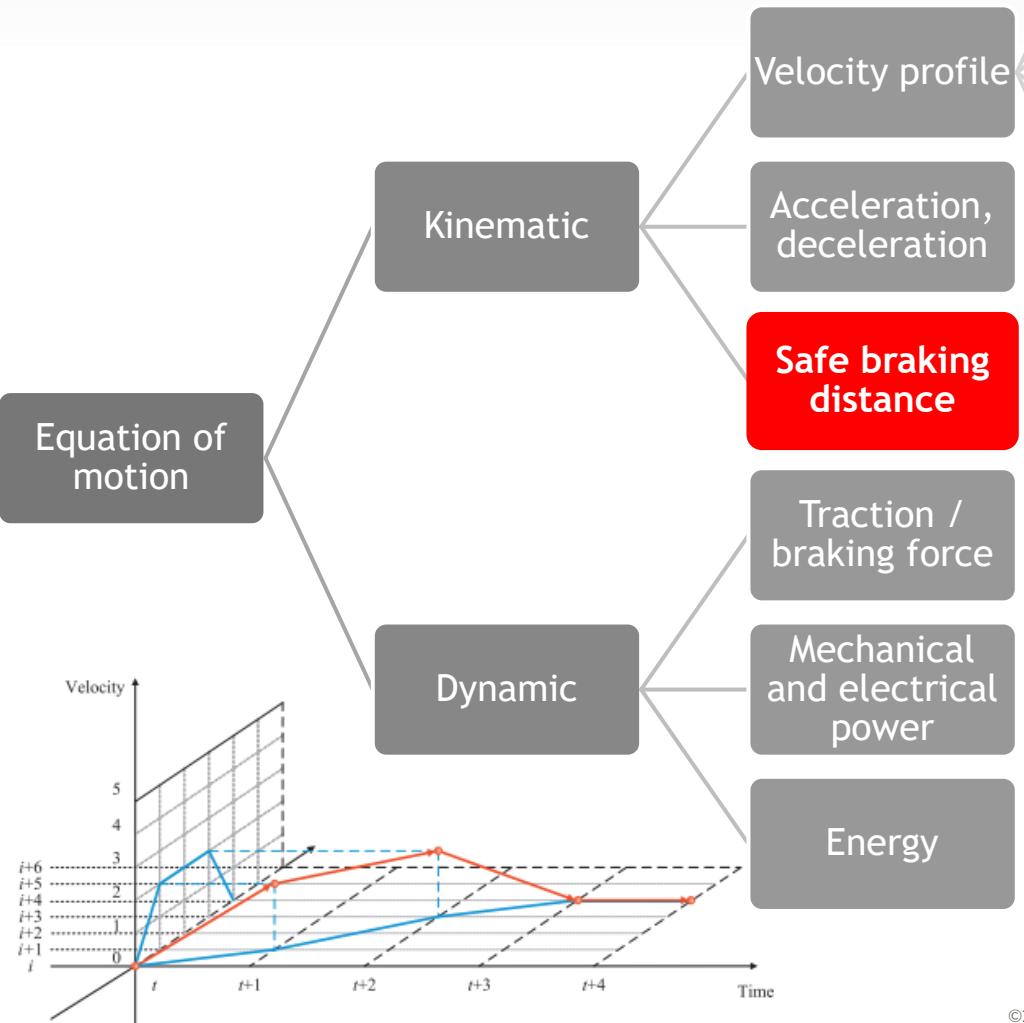 Velocity profile
Kinematic
Acceleration,
deceleration
Safe braking
distance
Equation of
motion
Traction /
braking force
Dynamic
Mechanical
and electrical
power
Energy
Velocity
5
4
3
2
1
0
i+6
i+5
i+4
i+3
i+2
i+1
i
t
t+1
t+2
t+3
t+4
Time
©